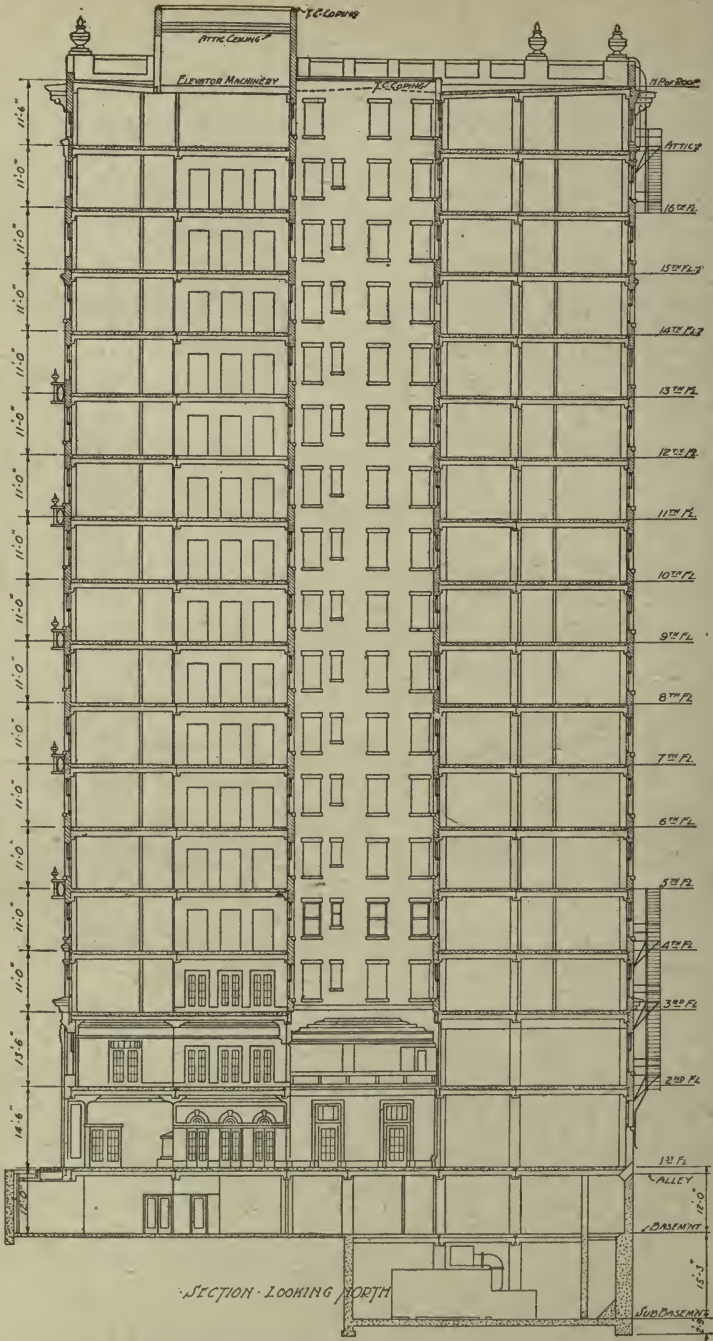 T.C. COPING
ATTIC CEILING
ELEVATOR MACHINERY
T.C. COPING
H.P. OF ROOF
ATTIC
16TH FL.
15TH FL.
14TH FL.
13TH FL.
12TH FL.
11TH FL.
10TH FL.
9TH FL.
8TH FL.
7TH FL.
6TH FL.
5TH FL.
4TH FL.
3RD FL.
2ND FL.
1ST FL.
ALLEY
BASEMNT
SUB BASEMNT
11'-6"
11'-0"
11'-0"
11'-0"
11'-0"
11'-0"
11'-0"
11'-0"
11'-0"
11'-0"
11'-0"
11'-0"
11'-0"
11'-0"
11'-0"
13'-6"
14'-6"
12'-0"
12'-0"
15'-3"
2'-9"
SECTION · LOOKING NORTH